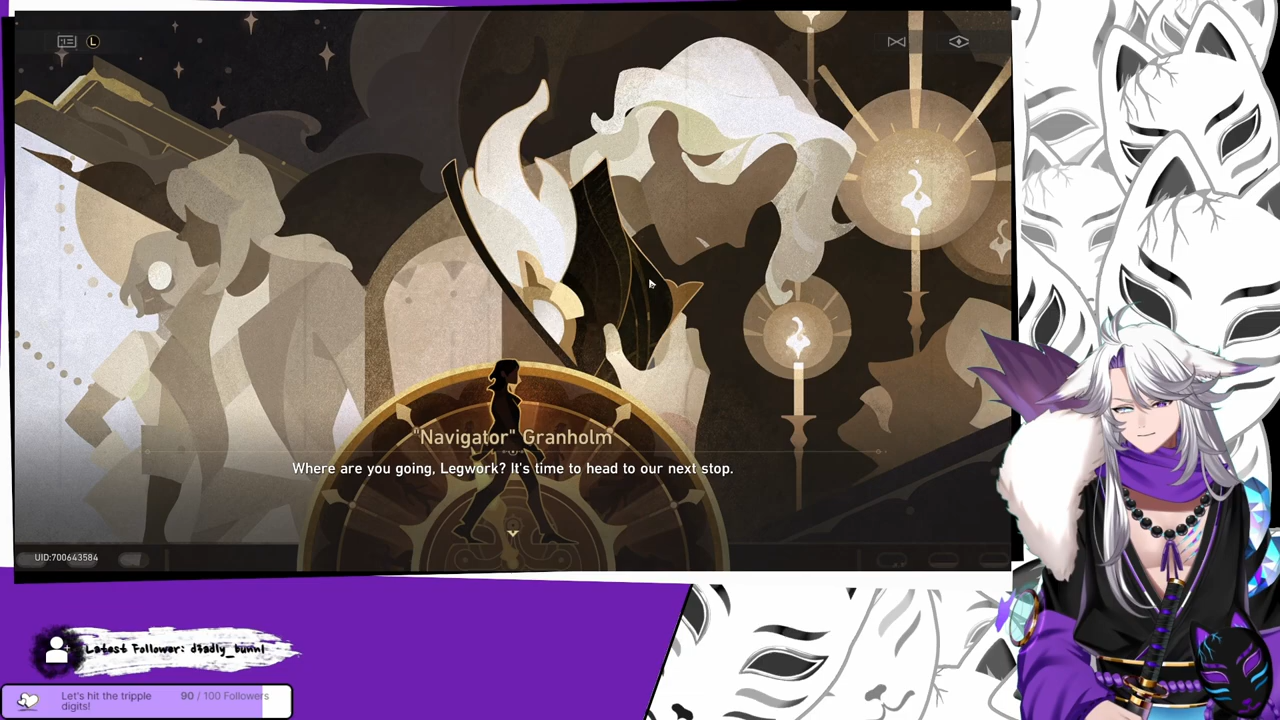 L
"Navigator" Granholm
Where are you going, Legwork? It's time to head to our next stop.
UID:700643584
Latest Follower: d3adly_bunn1
Let's hit the tripple digits!
90 / 100 Followers